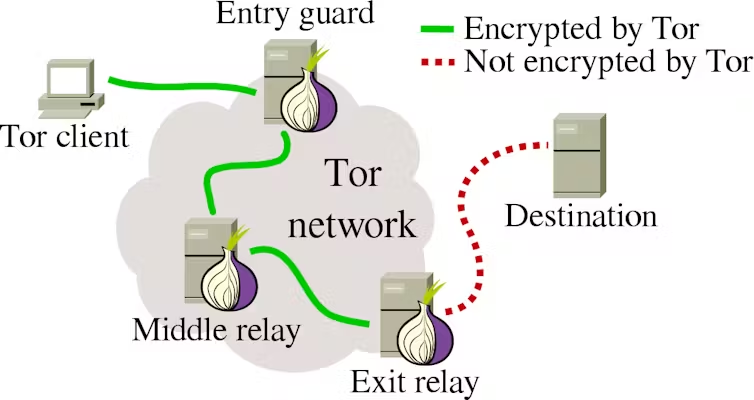 Entry guard
Encrypted by Tor
Not encrypted by Tor
Tor client
Tor
network
Destination
Middle relay
Exit relay